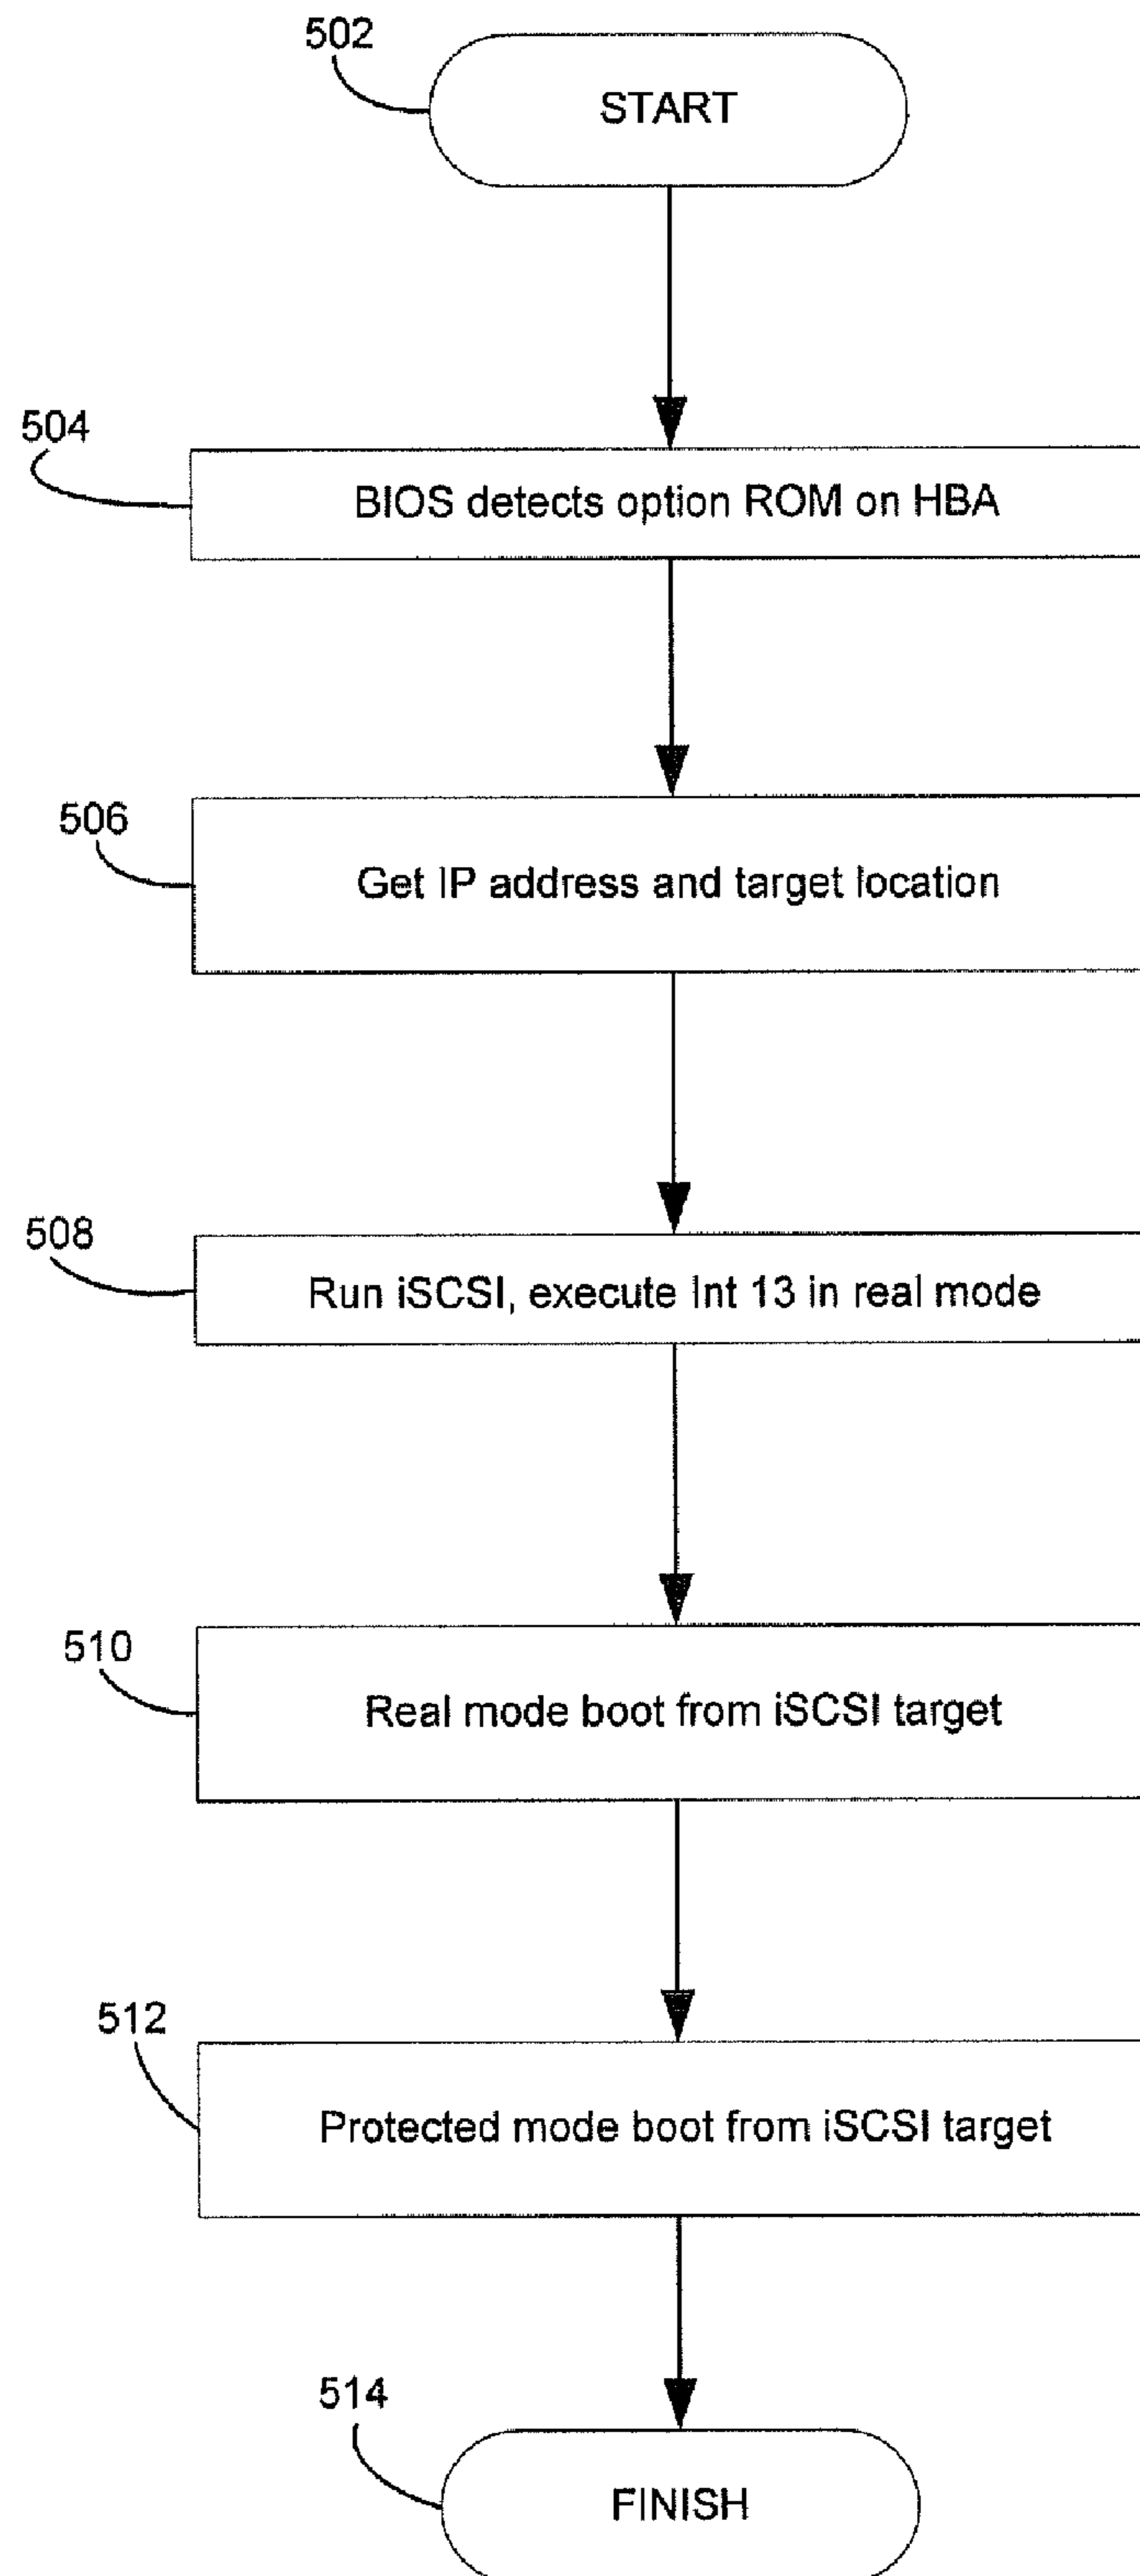 502
START
504
BIOS detects option ROM on HBA
506
Get IP address and target location
508
Run iSCSI, execute Int 13 in real mode
510
Real mode boot from iSCSI target
512
Protected mode boot from iSCSI target
514
FINISH